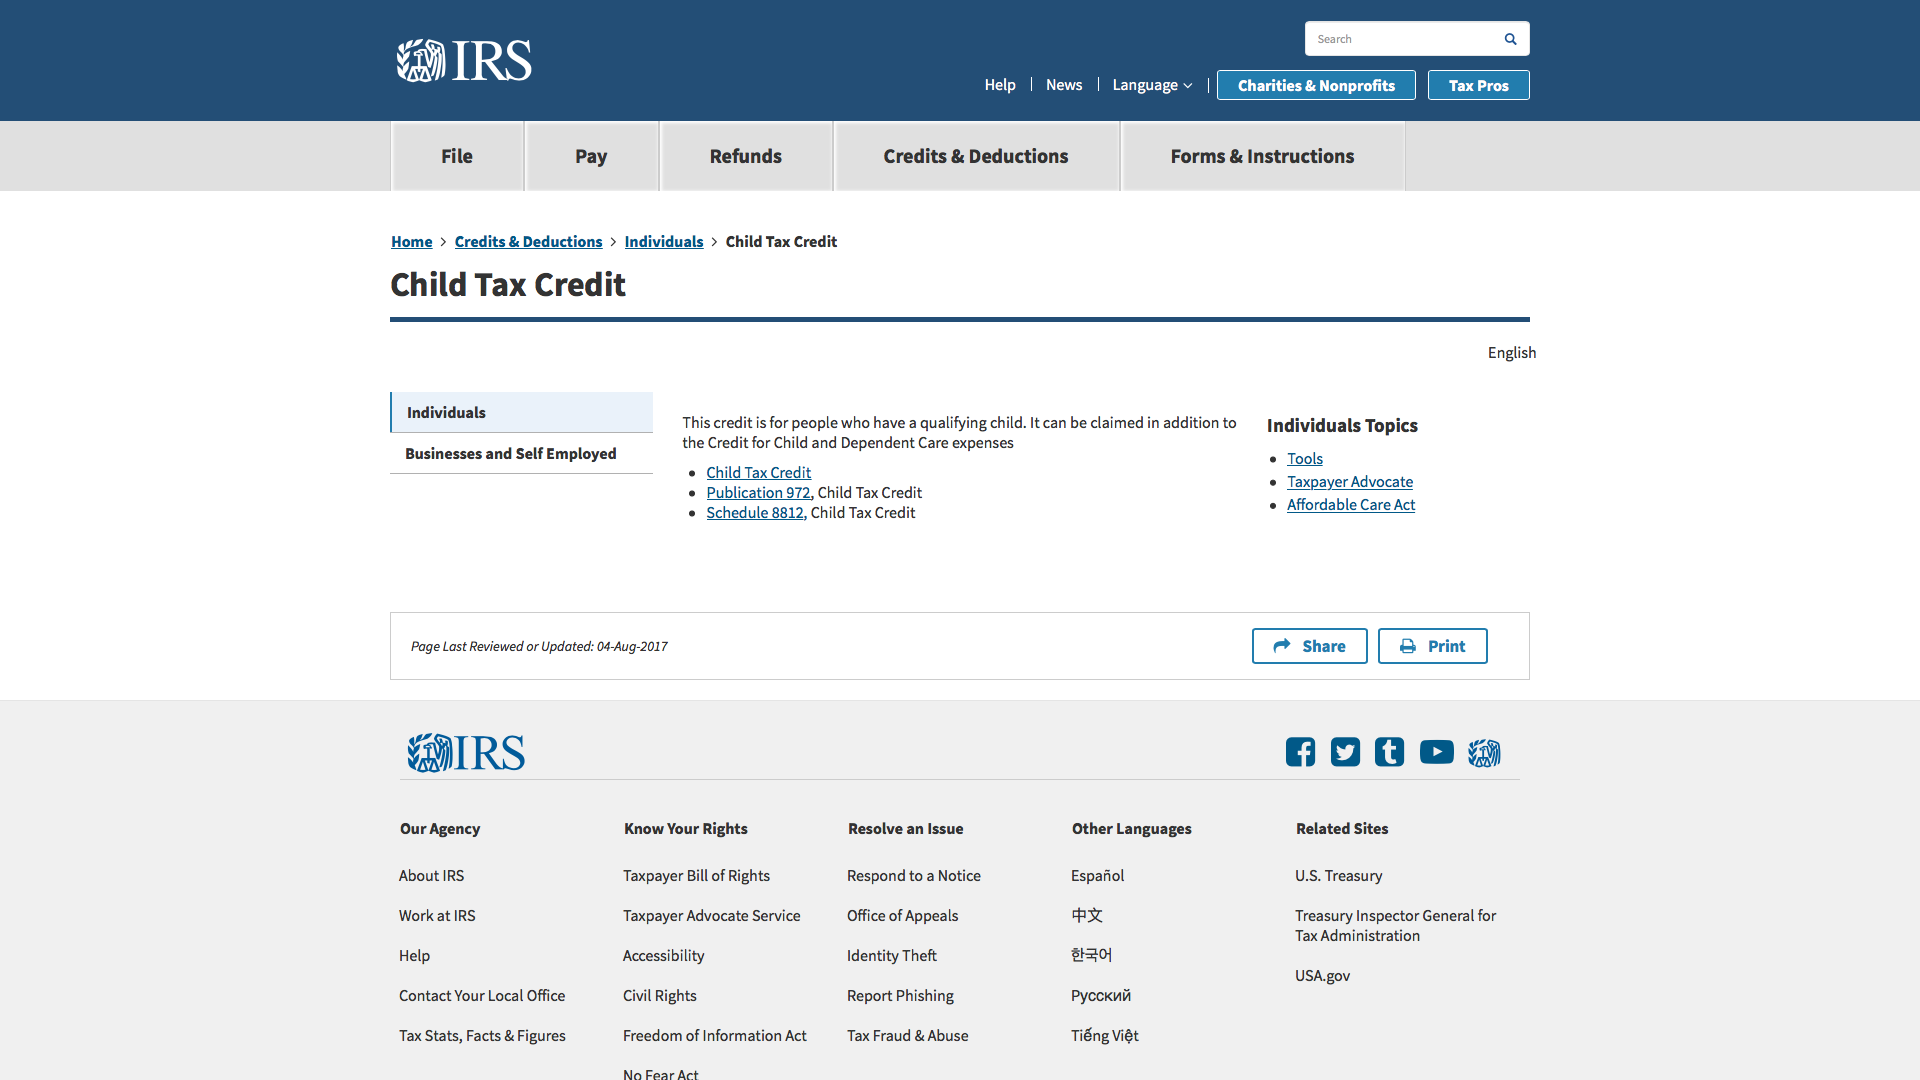 IRS
Search
Help
News
Language
Charities & Nonprofits
Tax Pros
File
Pay
Refunds
Credits & Deductions
Forms & Instructions
Home > Credits & Deductions > Individuals > Child Tax Credit
Child Tax Credit
English
Individuals
Businesses and Self Employed
This credit is for people who have a qualifying child. It can be claimed in addition to
the Credit for Child and Dependent Care expenses
• Child Tax Credit
• Publication 972, Child Tax Credit
• Schedule 8812, Child Tax Credit
Individuals Topics
• Tools
• Taxpayer Advocate
• Affordable Care Act
Page Last Reviewed or Updated: 04-Aug-2017
Share
Print
IRS
Our Agency
About IRS
Work at IRS
Help
Contact Your Local Office
Tax Stats, Facts & Figures
Know Your Rights
Taxpayer Bill of Rights
Taxpayer Advocate Service
Accessibility
Civil Rights
Freedom of Information Act
No Fear Act
Resolve an Issue
Respond to a Notice
Office of Appeals
Identity Theft
Report Phishing
Tax Fraud & Abuse
Other Languages
Español
中文
한국어
Pусский
Tiếng Việt
Related Sites
U.S. Treasury
Treasury Inspector General for
Tax Administration
USA.gov